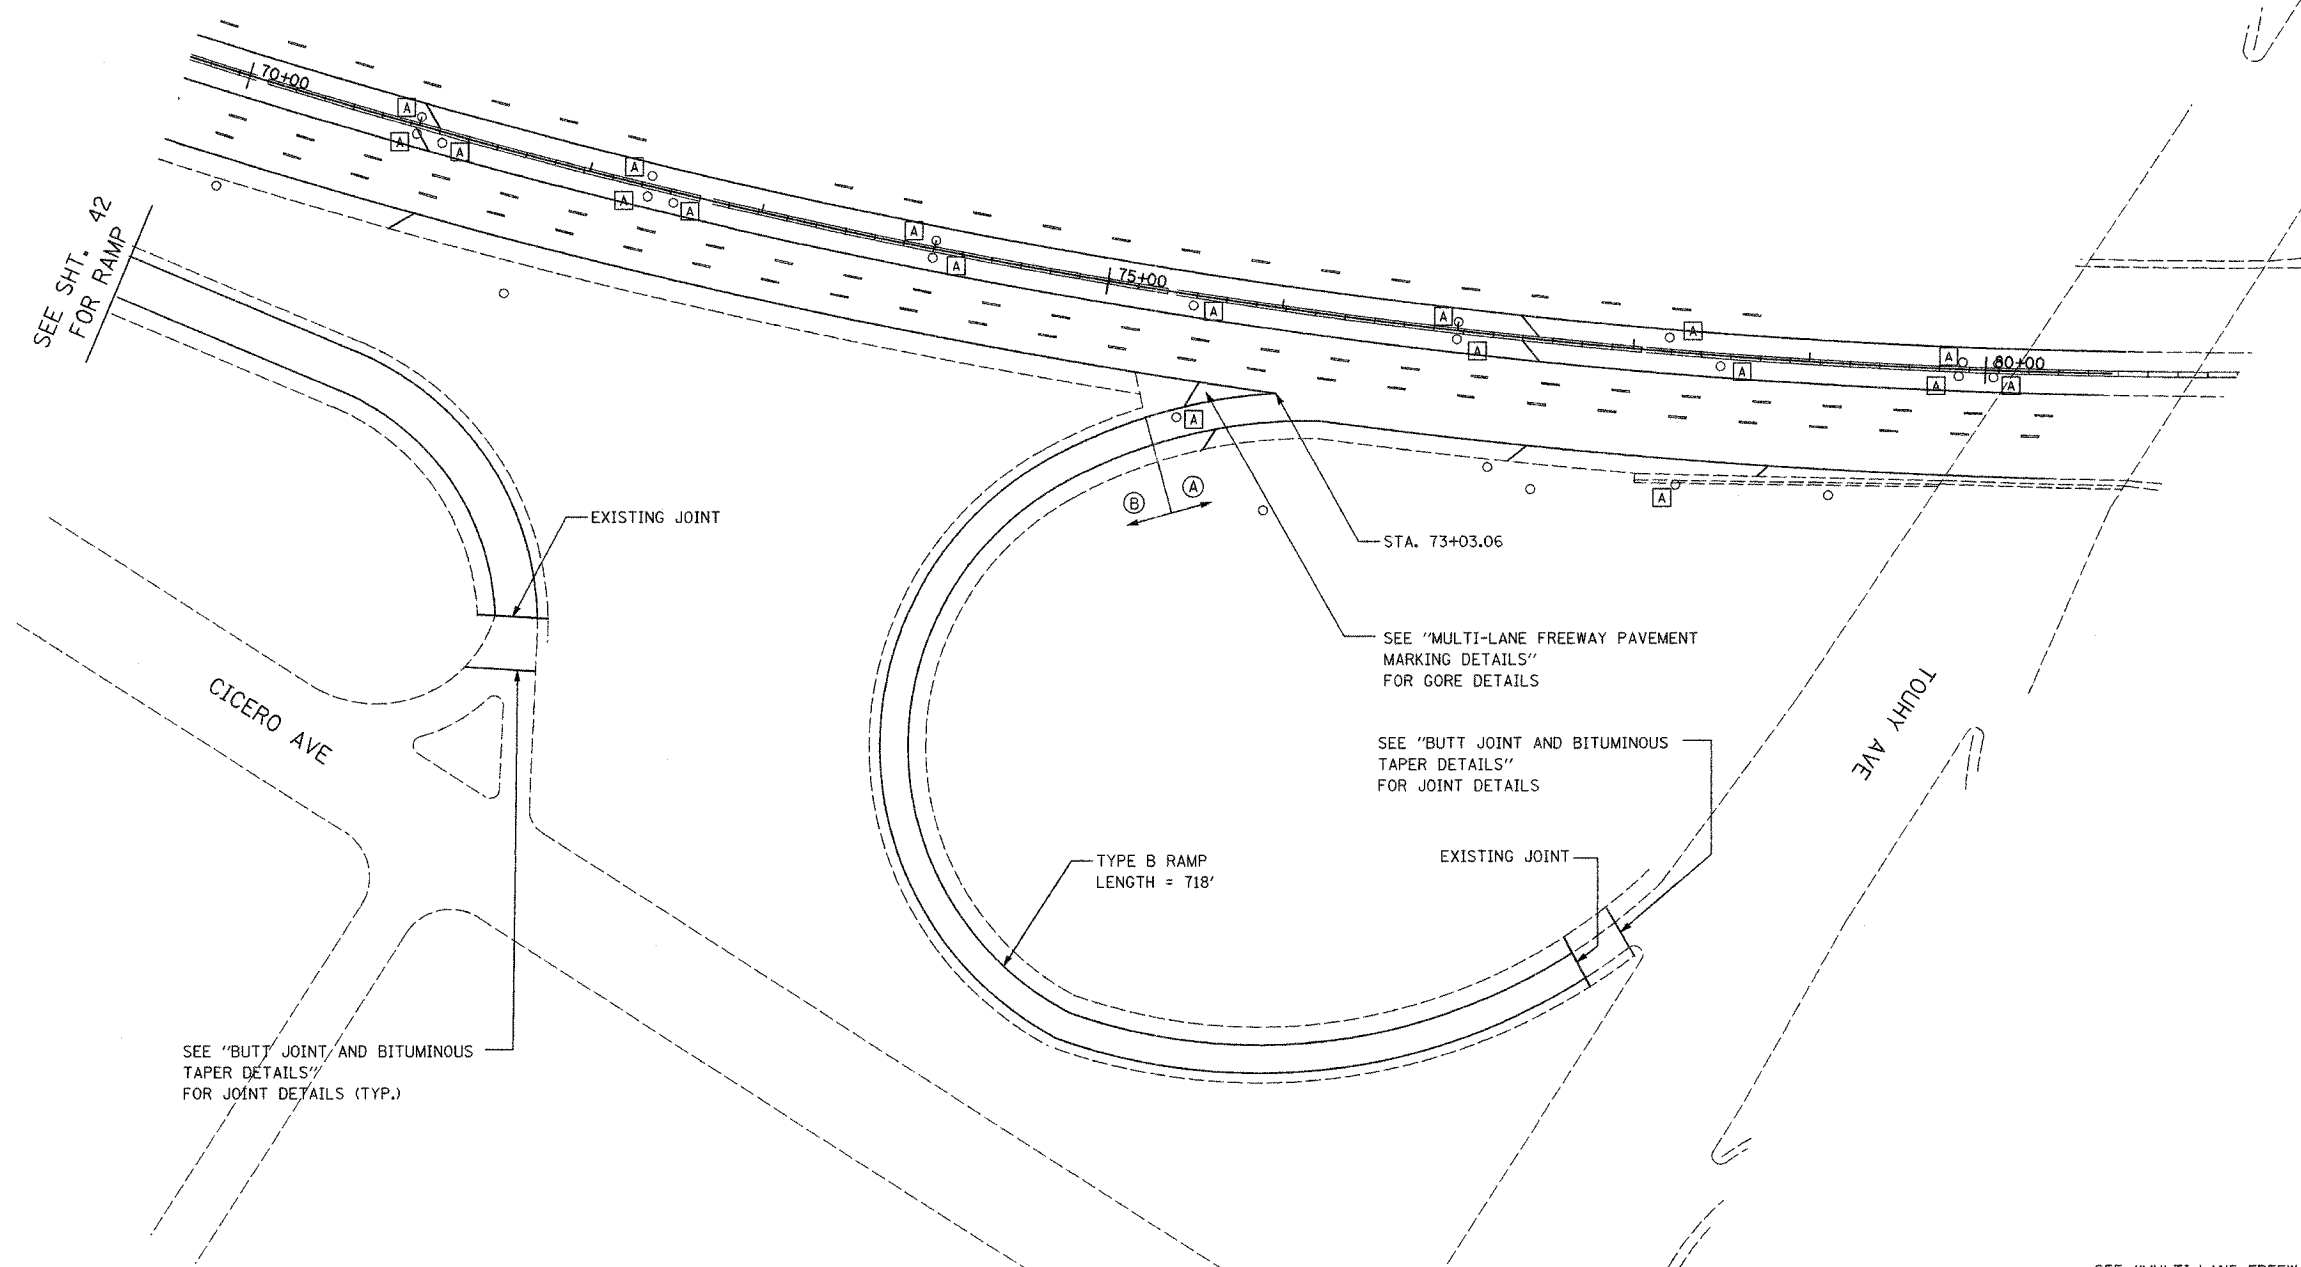 70+00
A
A
A
A
A
A
A
A
75+00
A
A
A
A
A
A
80+00
A
A
A
A
B
A
SEE SHT. 42
FOR RAMP
EXISTING JOINT
STA. 73+03.06
SEE "MULTI-LANE FREEWAY PAVEMENT
MARKING DETAILS"
FOR GORE DETAILS
CICERO AVE
TOUHY AVE
SEE "BUTT JOINT AND BITUMINOUS
TAPER DETAILS"
FOR JOINT DETAILS
TYPE B RAMP
LENGTH = 718'
EXISTING JOINT
SEE "BUTT JOINT AND BITUMINOUS
TAPER DETAILS"
FOR JOINT DETAILS (TYP.)